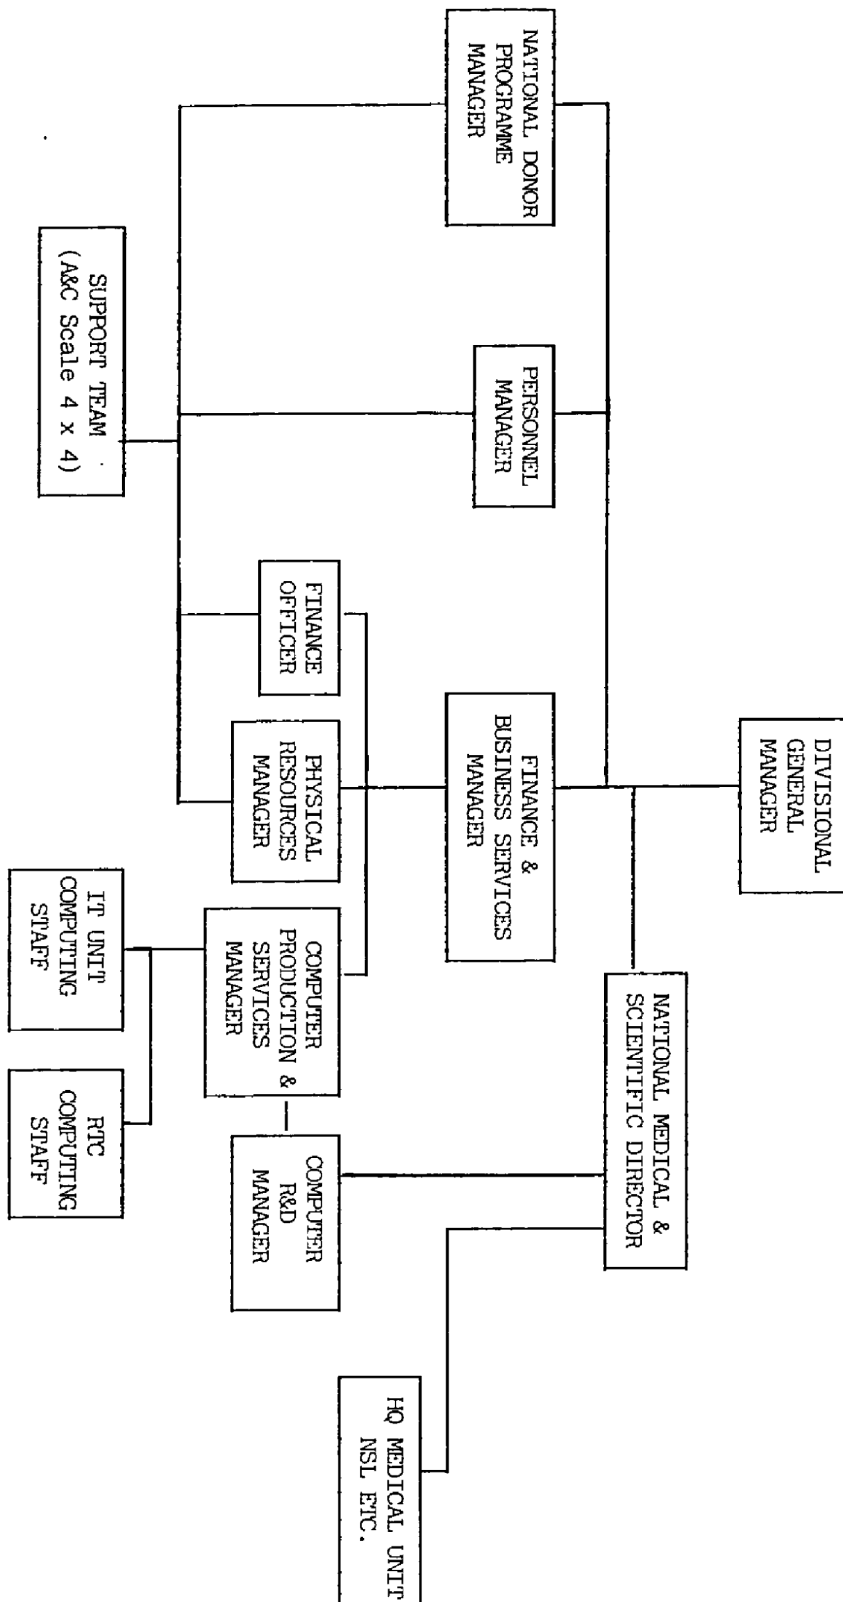 DIVISIONAL
GENERAL
MANAGER
NATIONAL MEDICAL &
SCIENTIFIC DIRECTOR
NATIONAL DONOR
PROGRAMME
MANAGER
PERSONNEL
MANAGER
FINANCE &
BUSINESS SERVICES
MANAGER
HQ MEDICAL UNIT
NSL ETC.
FINANCE
OFFICER
PHYSICAL
RESOURCES
MANAGER
COMPUTER
PRODUCTION &
SERVICES
MANAGER
COMPUTER
R&D
MANAGER
SUPPORT TEAM
(A&C Scale 4 x 4)
IT UNIT
COMPUTING
STAFF
RTC
COMPUTING
STAFF